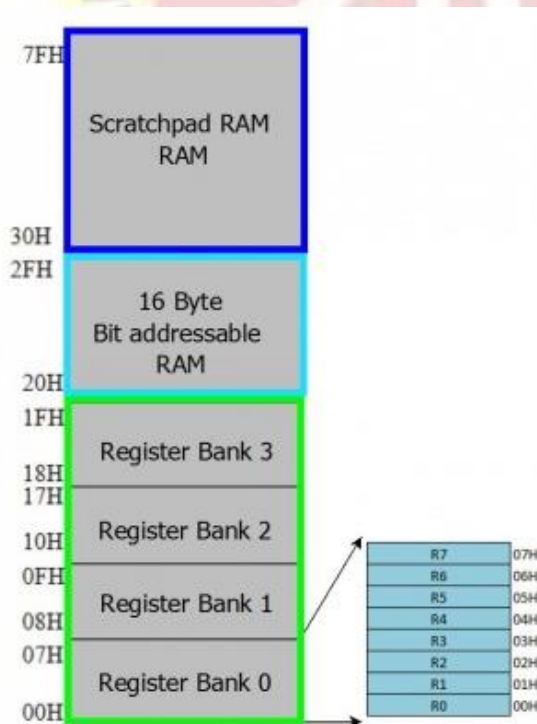 7FH
Scratchpad RAM
RAM
30H
2FH
16 Byte
Bit addressable
RAM
20H
1FH
Register Bank 3
18H
17H
Register Bank 2
10H
0FH
Register Bank 1
08H
07H
Register Bank 0
00H
R7 07H
R6 06H
R5 05H
R4 04H
R3 03H
R2 02H
R1 01H
R0 00H